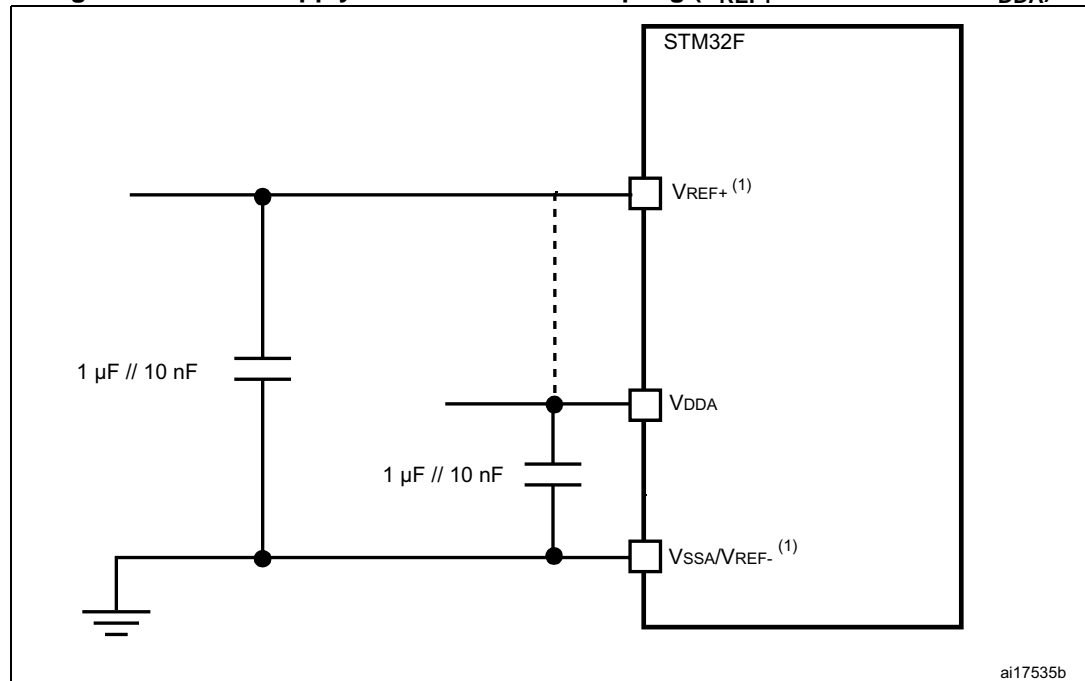 STM32F
VREF+ (1)
1 µF // 10 nF
VDDA
1 µF // 10 nF
VSSA/VREF- (1)
ai17535b